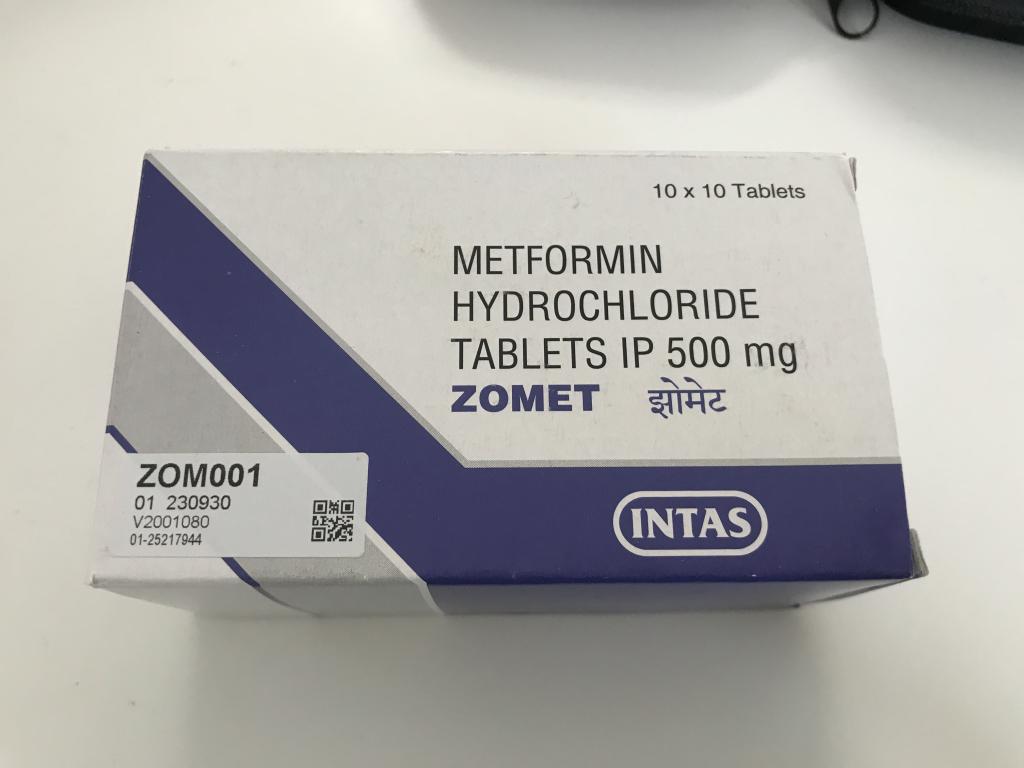 10 x 10 Tablets
METFORMIN
HYDROCHLORIDE
TABLETS IP 500 mg
ZOMET झोमेट
INTAS
ZOM001
01 230930
V2001080
01-25217944